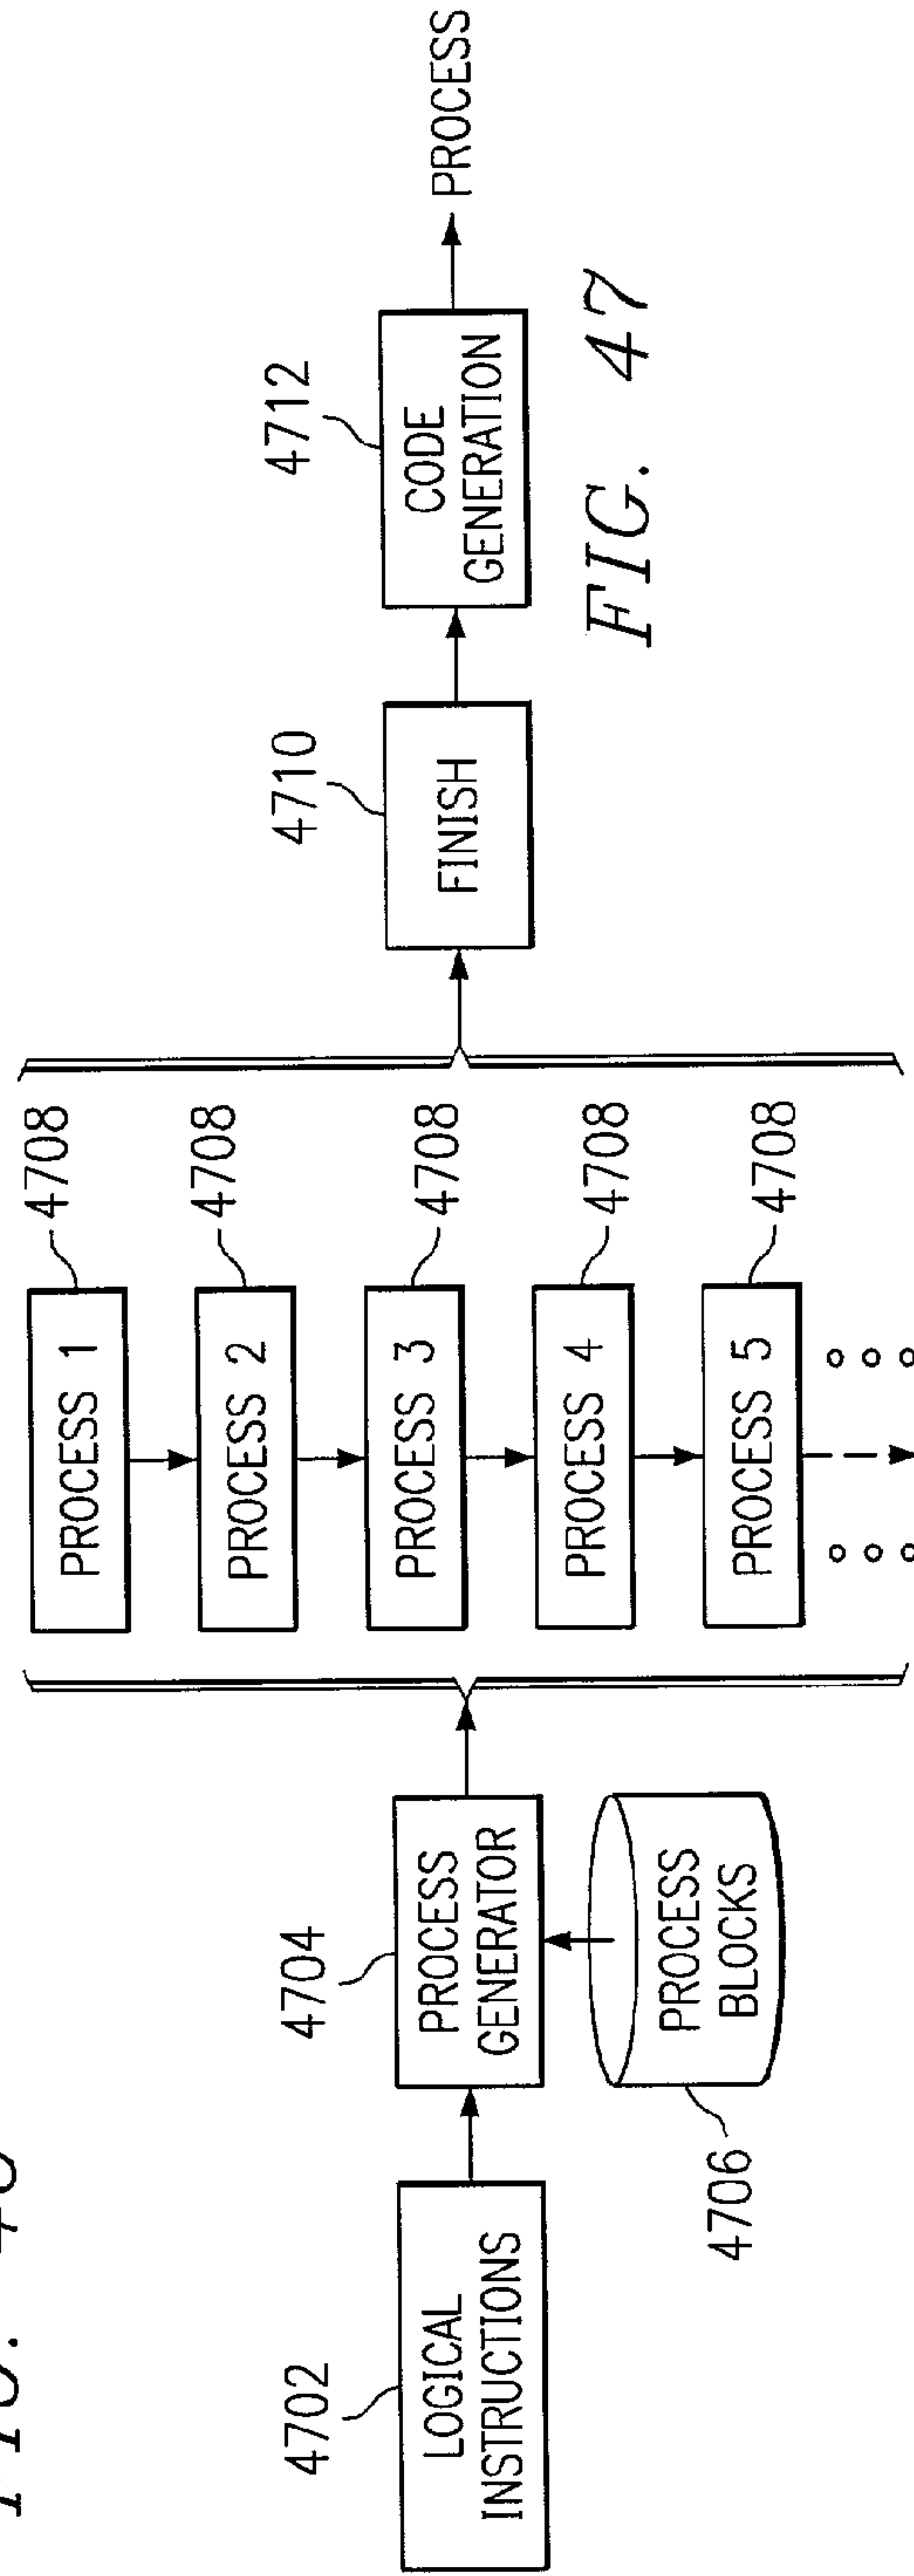 4702
LOGICAL
INSTRUCTIONS
4704
PROCESS
GENERATOR
4706
PROCESS
BLOCKS
PROCESS 1
4708
PROCESS 2
4708
PROCESS 3
4708
PROCESS 4
4708
PROCESS 5
4708
4710
FINISH
4712
CODE
GENERATION
PROCESS
FIG. 47